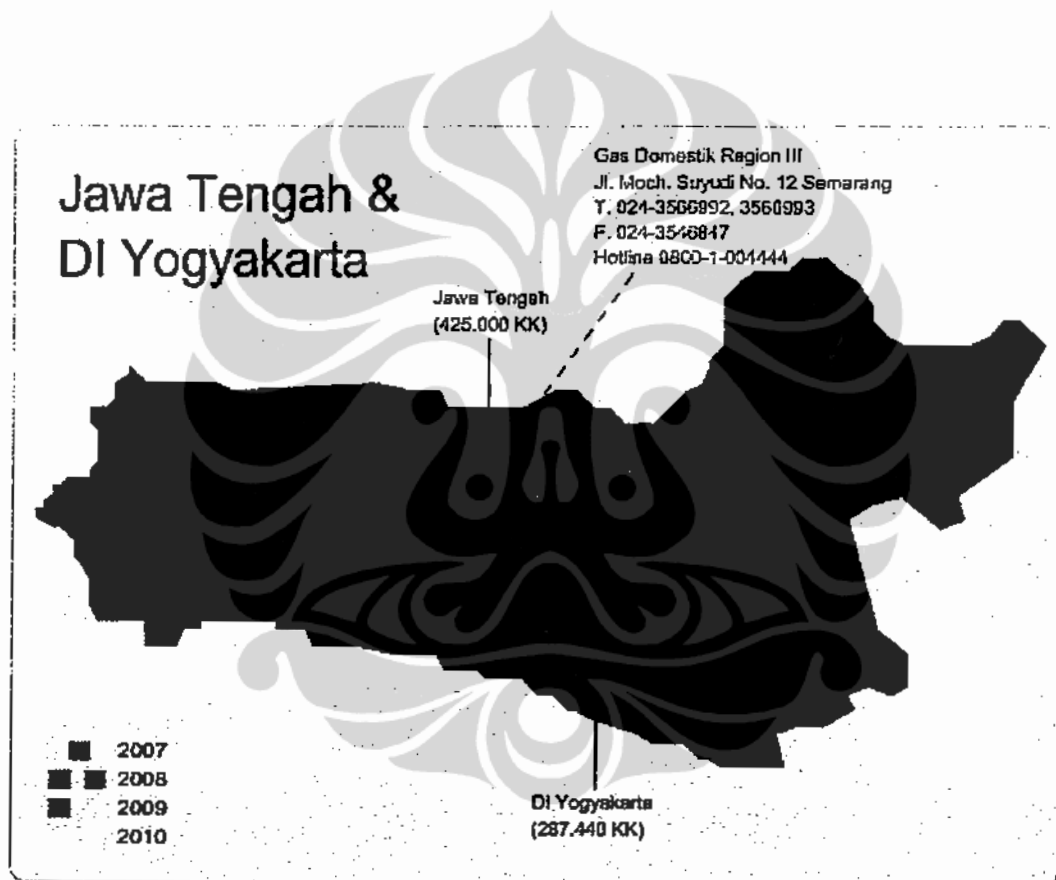 Jawa Tengah &
DI Yogyakarta
Gas Domestik Region III
Jl. Moch. Suyudi No. 12 Semarang
T. 024-3566992, 3560993
F. 024-3546847
Hotline 0800-1-004444
Jawa Tengah
(425.000 KK)
2007
2008
2009
2010
DI Yogyakarta
(287.440 KK)